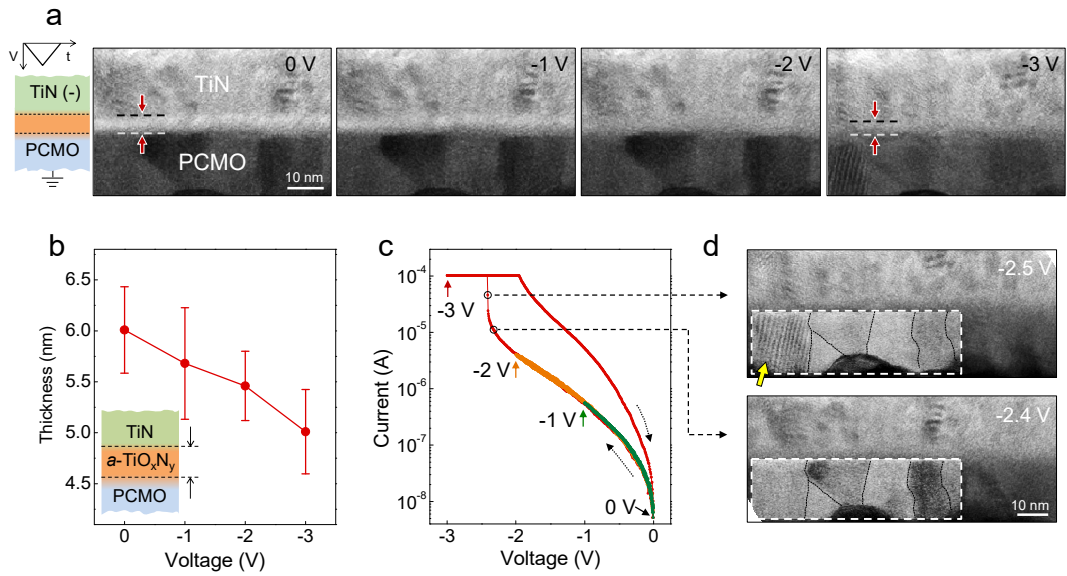 a
V
t
TiN (-)
PCMO
0 V
TiN
PCMO
10 nm
-1 V
-2 V
-3 V
b
Thickness (nm)
6.5
6.0
5.5
5.0
4.5
TiN
a-TiOxNy
PCMO
0
-1
-2
-3
Voltage (V)
c
Current (A)
10⁻⁴
10⁻⁵
10⁻⁶
10⁻⁷
10⁻⁸
-3 V
-2 V
-1 V
0 V
-3
-2
-1
0
Voltage (V)
d
-2.5 V
-2.4 V
10 nm